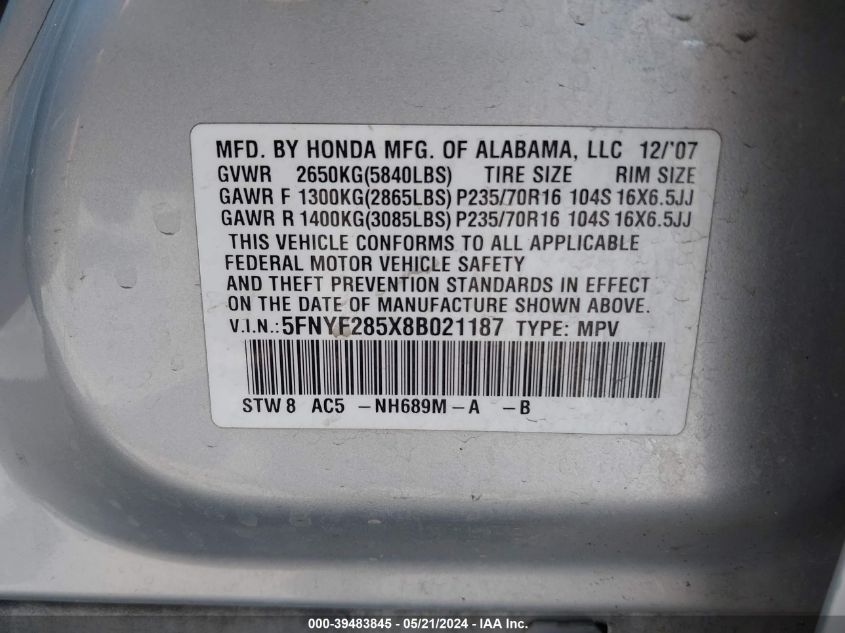 MFD. BY HONDA MFG. OF ALABAMA, LLC 12/'07
GVWR 2650KG(5840LBS) TIRE SIZE RIM SIZE
GAWR F 1300KG(2865LBS) P235/70R16 104S 16X6.5JJ
GAWR R 1400KG(3085LBS) P235/70R16 104S 16X6.5JJ
THIS VEHICLE CONFORMS TO ALL APPLICABLE
FEDERAL MOTOR VEHICLE SAFETY
AND THEFT PREVENTION STANDARDS IN EFFECT
ON THE DATE OF MANUFACTURE SHOWN ABOVE.
V.I.N.: 5FNYF285X8B021187 TYPE: MPV
STW8 AC5 -NH689M-A -B
000-39483845 - 05/21/2024 - IAA Inc.